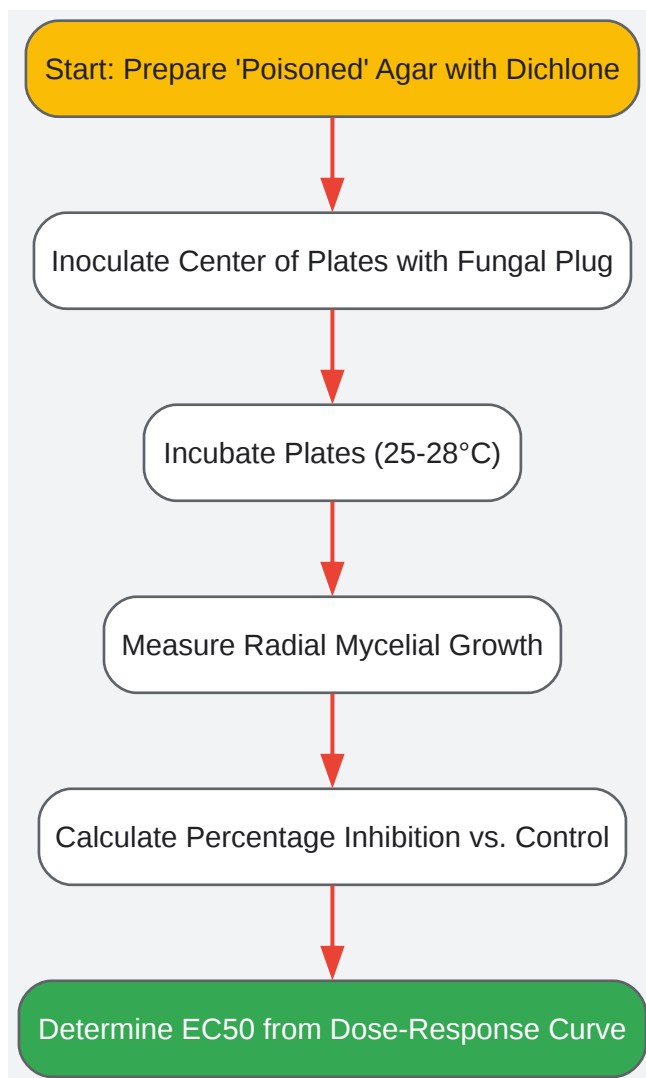 Start: Prepare 'Poisoned' Agar with Dichlone
Inoculate Center of Plates with Fungal Plug
Incubate Plates (25-28°C)
Measure Radial Mycelial Growth
Calculate Percentage Inhibition vs. Control
Determine EC50 from Dose-Response Curve